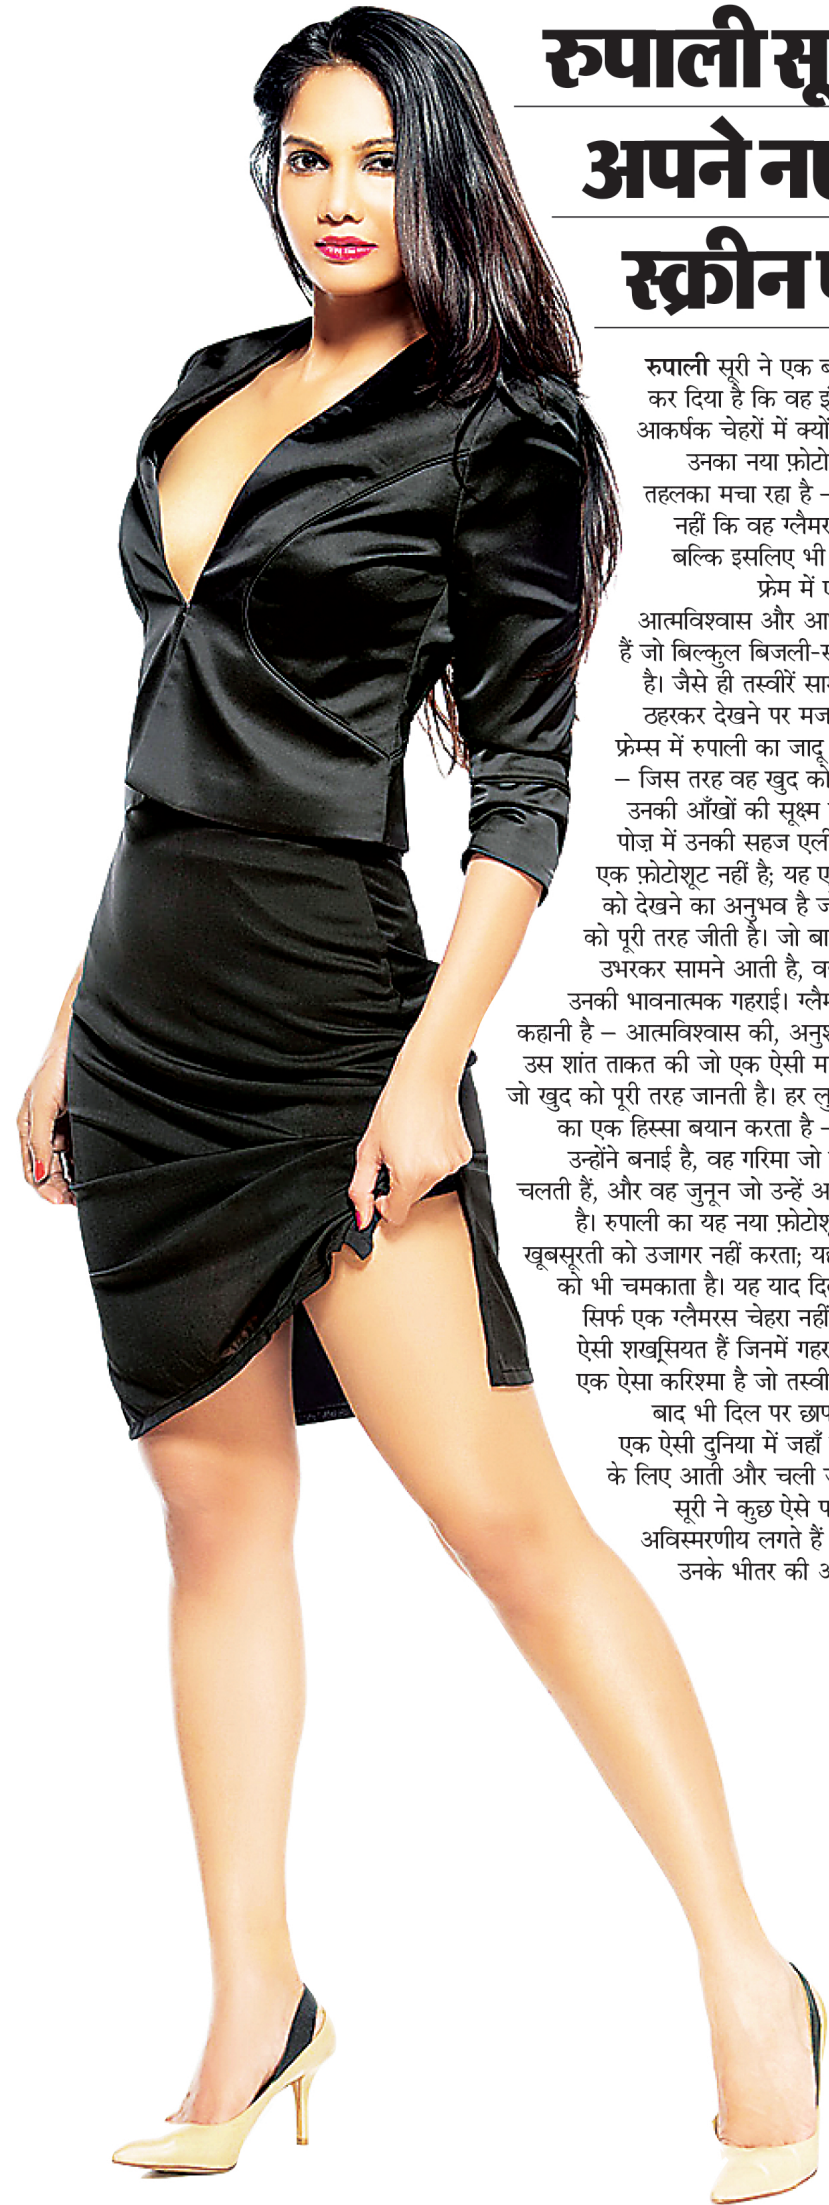 रुपाली सू
अपने नए
स्क्रीन
रुपाली सूरी ने एक
कर दिया है कि वह
आकर्षक चेहरों में क्यों
उनका नया फ़ोटो
तहलका मचा रहा है –
नहीं कि वह ग्लैमर
बल्कि इसलिए भी
फ्रेम में
आत्मविश्वास और
हैं जो बिल्कुल बिजली-
है। जैसे ही तस्वीरें
ठहरकर देखने पर
फ्रेम्स में रुपाली का जादू
– जिस तरह वह खुद को
उनकी आँखों की सूक्ष्म
पोज़ में उनकी सहज
एक फ़ोटोशूट नहीं है; यह
को देखने का अनुभव है
को पूरी तरह जीती है। जो
उभरकर सामने आती है,
उनकी भावनात्मक गहराई।
कहानी है – आत्मविश्वास की,
उस शांत ताकत की जो एक ऐसी
जो खुद को पूरी तरह जानती है। हर
का एक हिस्सा बयान करता है –
उन्होंने बनाई है, वह गरिमा जो
चलती हैं, और वह जुनून जो उन्हें
है। रुपाली का यह नया
खूबसूरती को उजागर नहीं करता;
को भी चमकाता है। यह याद
सिर्फ एक ग्लैमरस चेहरा नहीं
ऐसी शख्सियत हैं जिनमें
एक ऐसा करिश्मा है जो
बाद भी दिल पर छाप
एक ऐसी दुनिया में जहाँ
के लिए आती और चली
सूरी ने कुछ ऐसे
अविस्मरणीय लगते हैं
उनके भीतर की